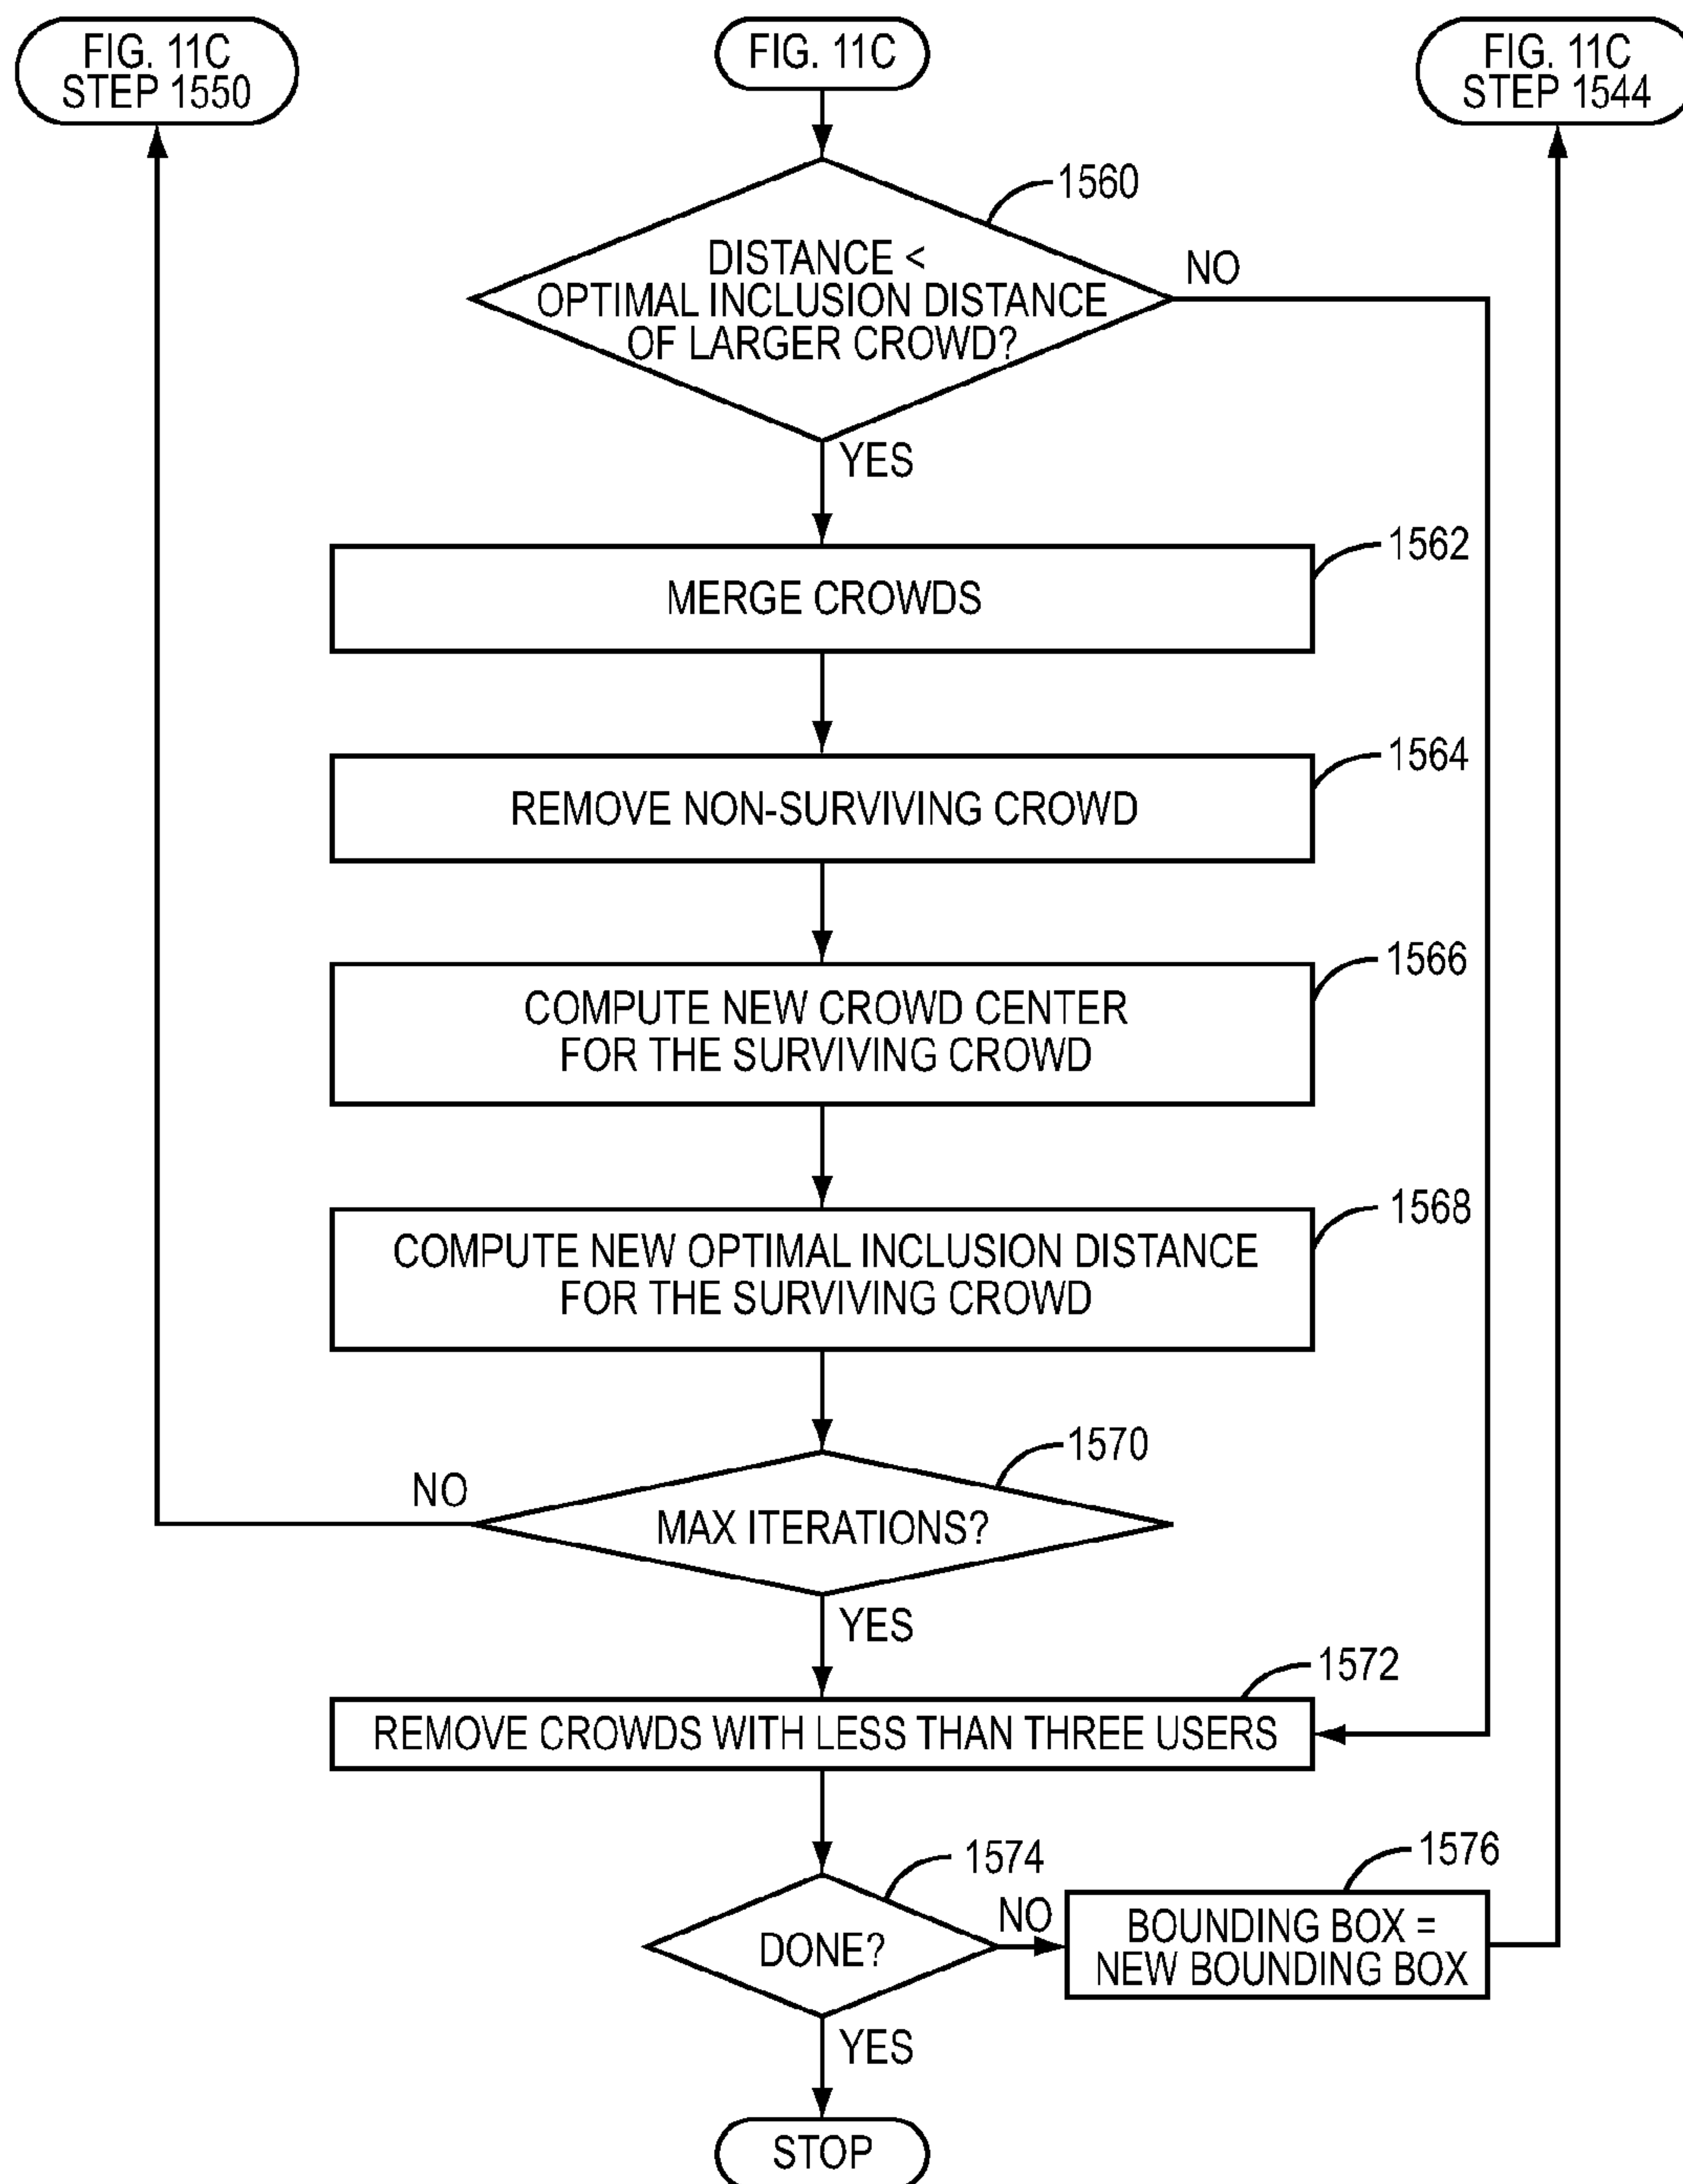 FIG. 11C
STEP 1550
FIG. 11C
FIG. 11C
STEP 1544
1560
DISTANCE <
OPTIMAL INCLUSION DISTANCE
OF LARGER CROWD?
NO
YES
1562
MERGE CROWDS
1564
REMOVE NON-SURVIVING CROWD
1566
COMPUTE NEW CROWD CENTER
FOR THE SURVIVING CROWD
1568
COMPUTE NEW OPTIMAL INCLUSION DISTANCE
FOR THE SURVIVING CROWD
1570
NO
MAX ITERATIONS?
YES
1572
REMOVE CROWDS WITH LESS THAN THREE USERS
1574
1576
DONE?
NO
BOUNDING BOX =
NEW BOUNDING BOX
YES
STOP